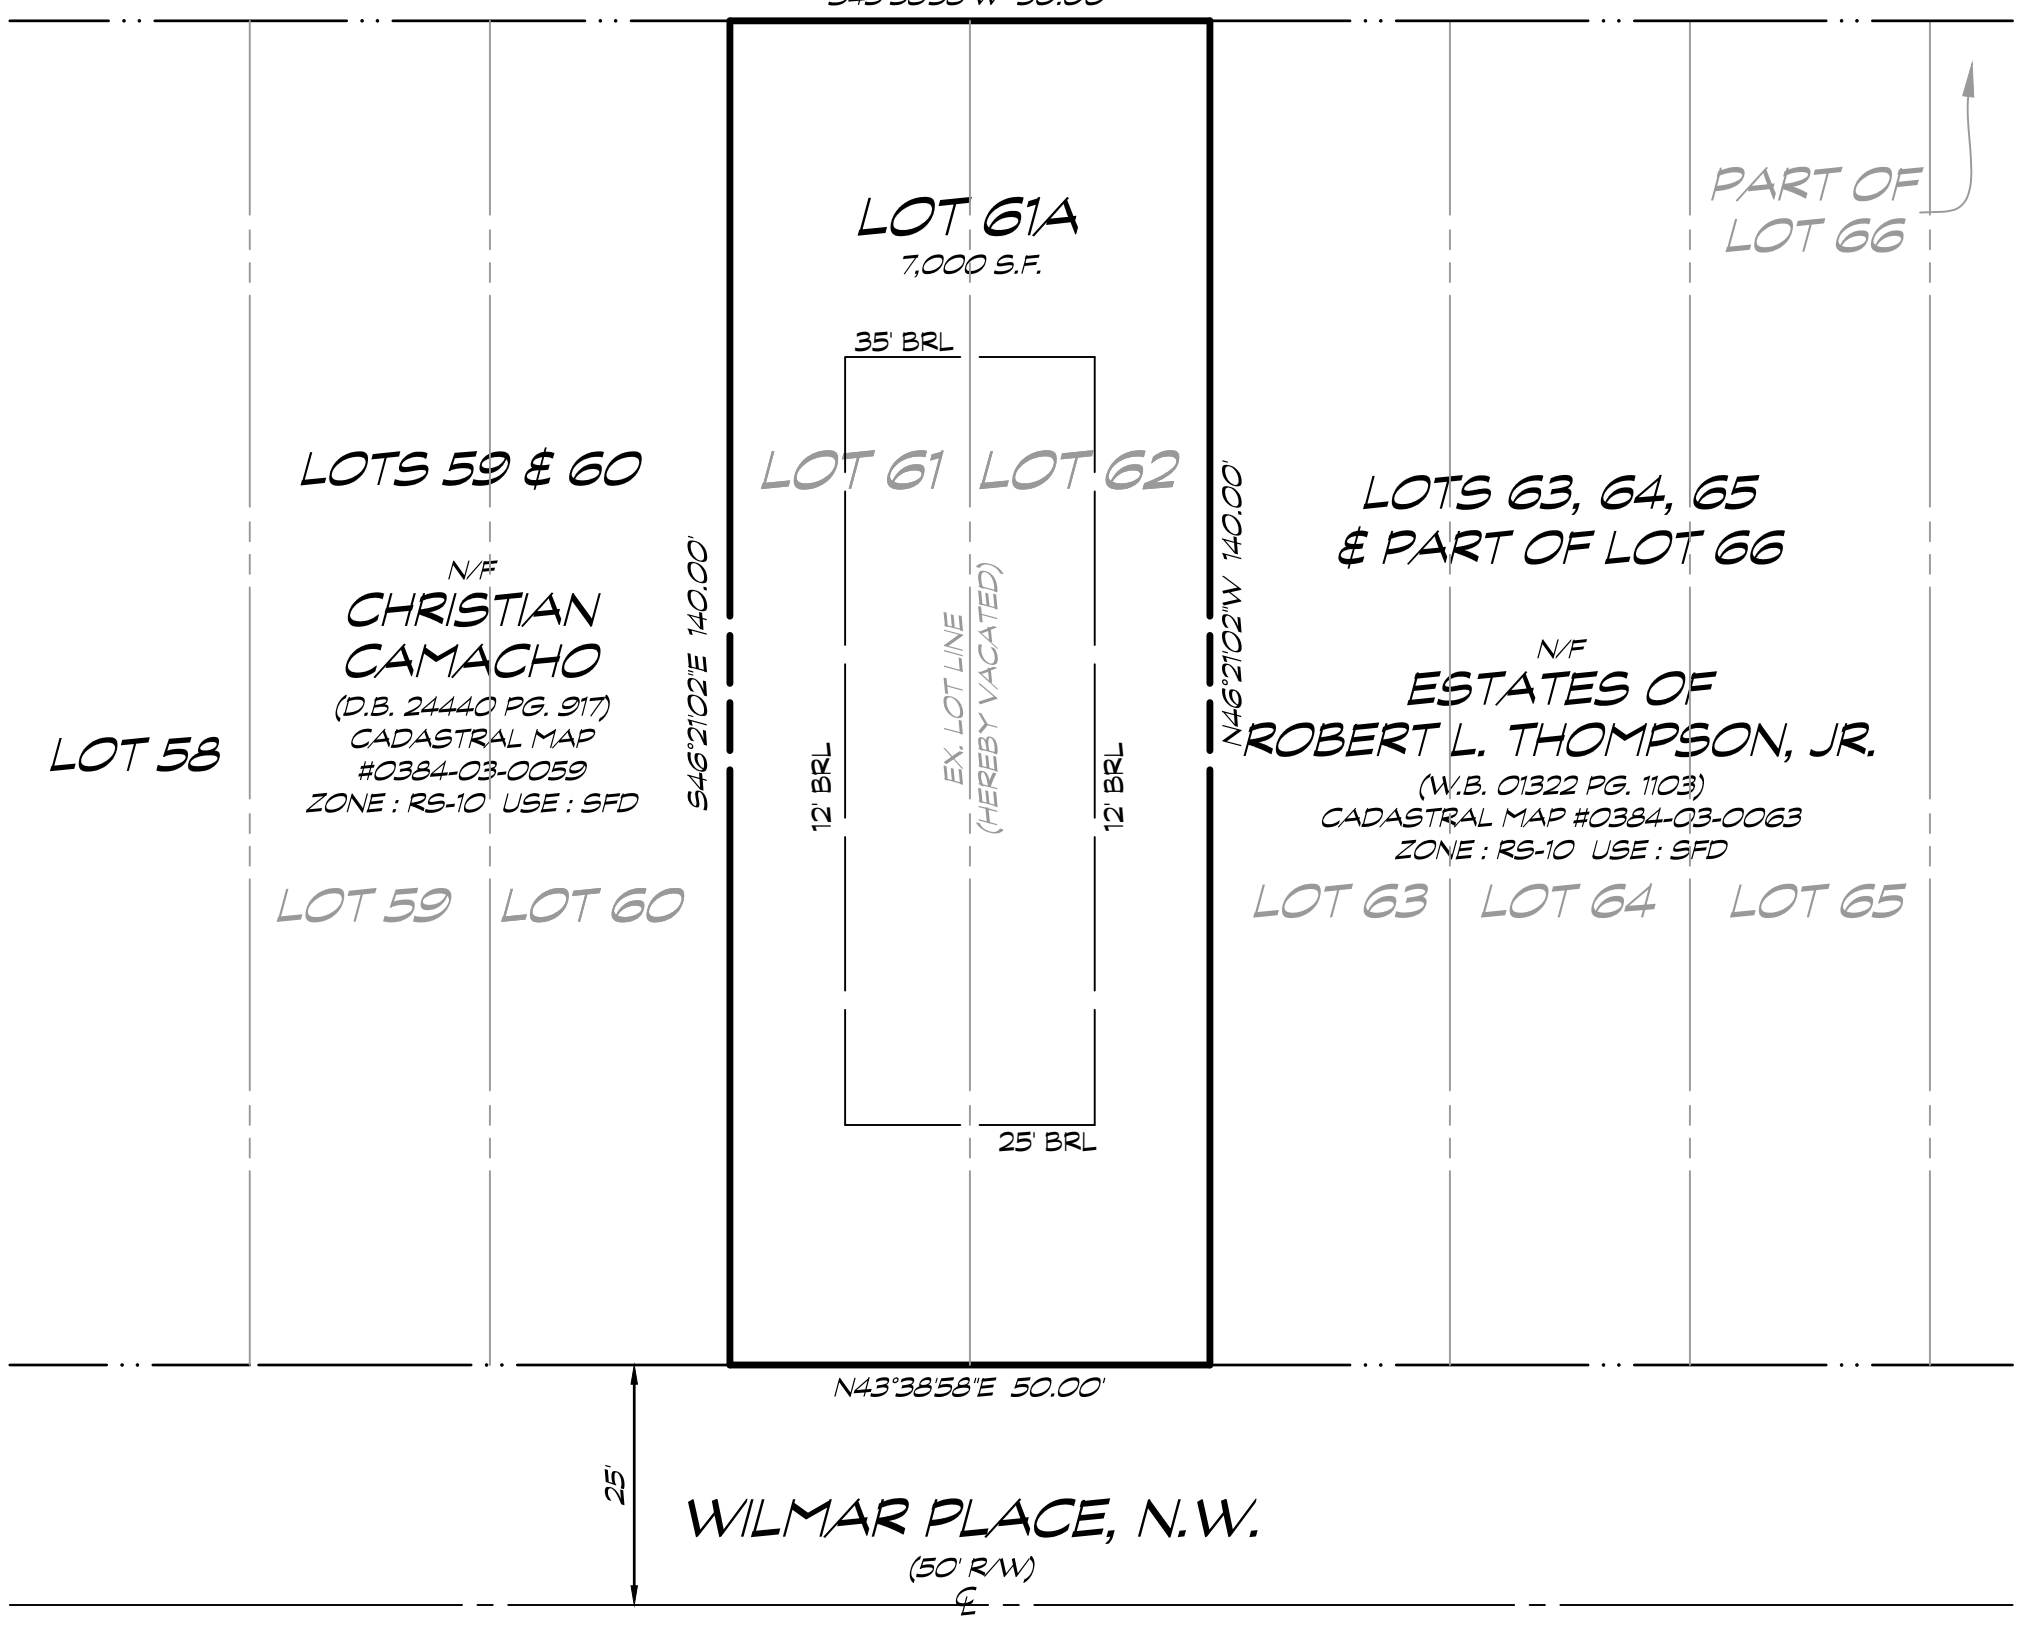 PART OF
LOT 66
LOT 61A
7,000 S.F.
35' BRL
LOTS 59 & 60
LOT 61
LOT 62
LOTS 63, 64, 65
& PART OF LOT 66
N/F
CHRISTIAN
CAMACHO
(D.B. 24440 PG. 917)
CADASTRAL MAP
#0384-03-0059
ZONE : RS-10 USE : SFD
LOT 58
S46°21'02"E 140.00'
12' BRL
EX. LOT LINE
(HEREBY VACATED)
12' BRL
N46°21'02"W 140.00'
N/F
ESTATES OF
ROBERT L. THOMPSON, JR.
(W.B. 01322 PG. 1103)
CADASTRAL MAP #0384-03-0063
ZONE : RS-10 USE : SFD
LOT 59
LOT 60
LOT 63
LOT 64
LOT 65
25' BRL
N43°38'58"E 50.00'
25'
WILMAR PLACE, N.W.
(50' R/W)
℄